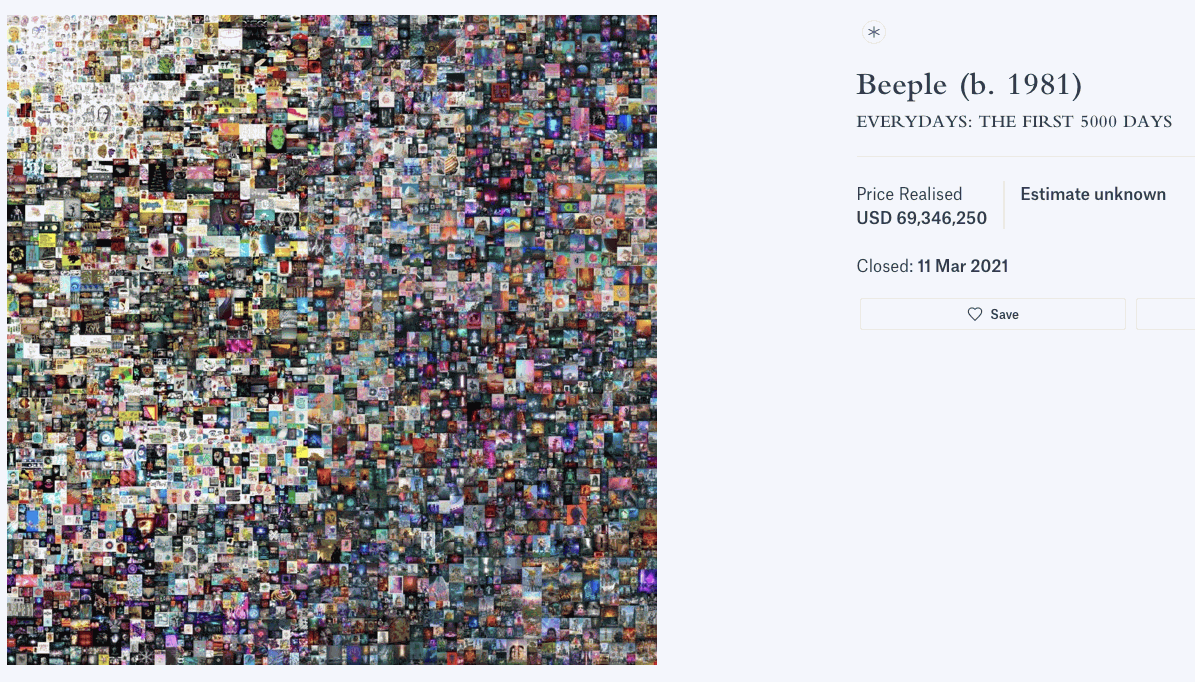 Beeple (b. 1981)
EVERYDAYS: THE FIRST 5000 DAYS
Price Realised
USD 69,346,250
Estimate unknown
Closed: 11 Mar 2021
Save